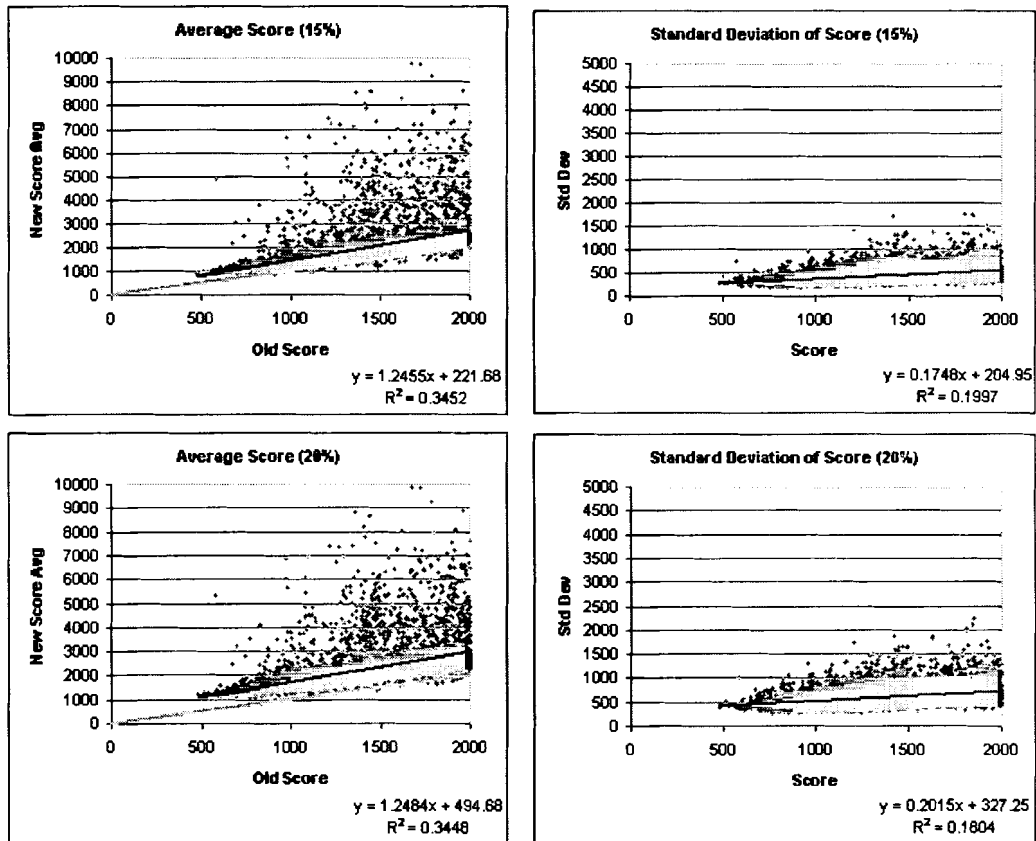 Average Score (15%)
10000
9000
8000
7000
6000
5000
4000
3000
2000
1000
0
New Score Avg
0 500 1000 1500 2000
Old Score
y = 1.2455x + 221.68
R² = 0.3452
Standard Deviation of Score (15%)
5000
4500
4000
3500
3000
2500
2000
1500
1000
500
0
Std Dev
0 500 1000 1500 2000
Score
y = 0.1748x + 204.95
R² = 0.1997
Average Score (20%)
10000
9000
8000
7000
6000
5000
4000
3000
2000
1000
0
New Score Avg
0 500 1000 1500 2000
Old Score
y = 1.2484x + 494.68
R² = 0.3448
Standard Deviation of Score (20%)
5000
4500
4000
3500
3000
2500
2000
1500
1000
500
0
Std Dev
0 500 1000 1500 2000
Score
y = 0.2015x + 327.25
R² = 0.1804